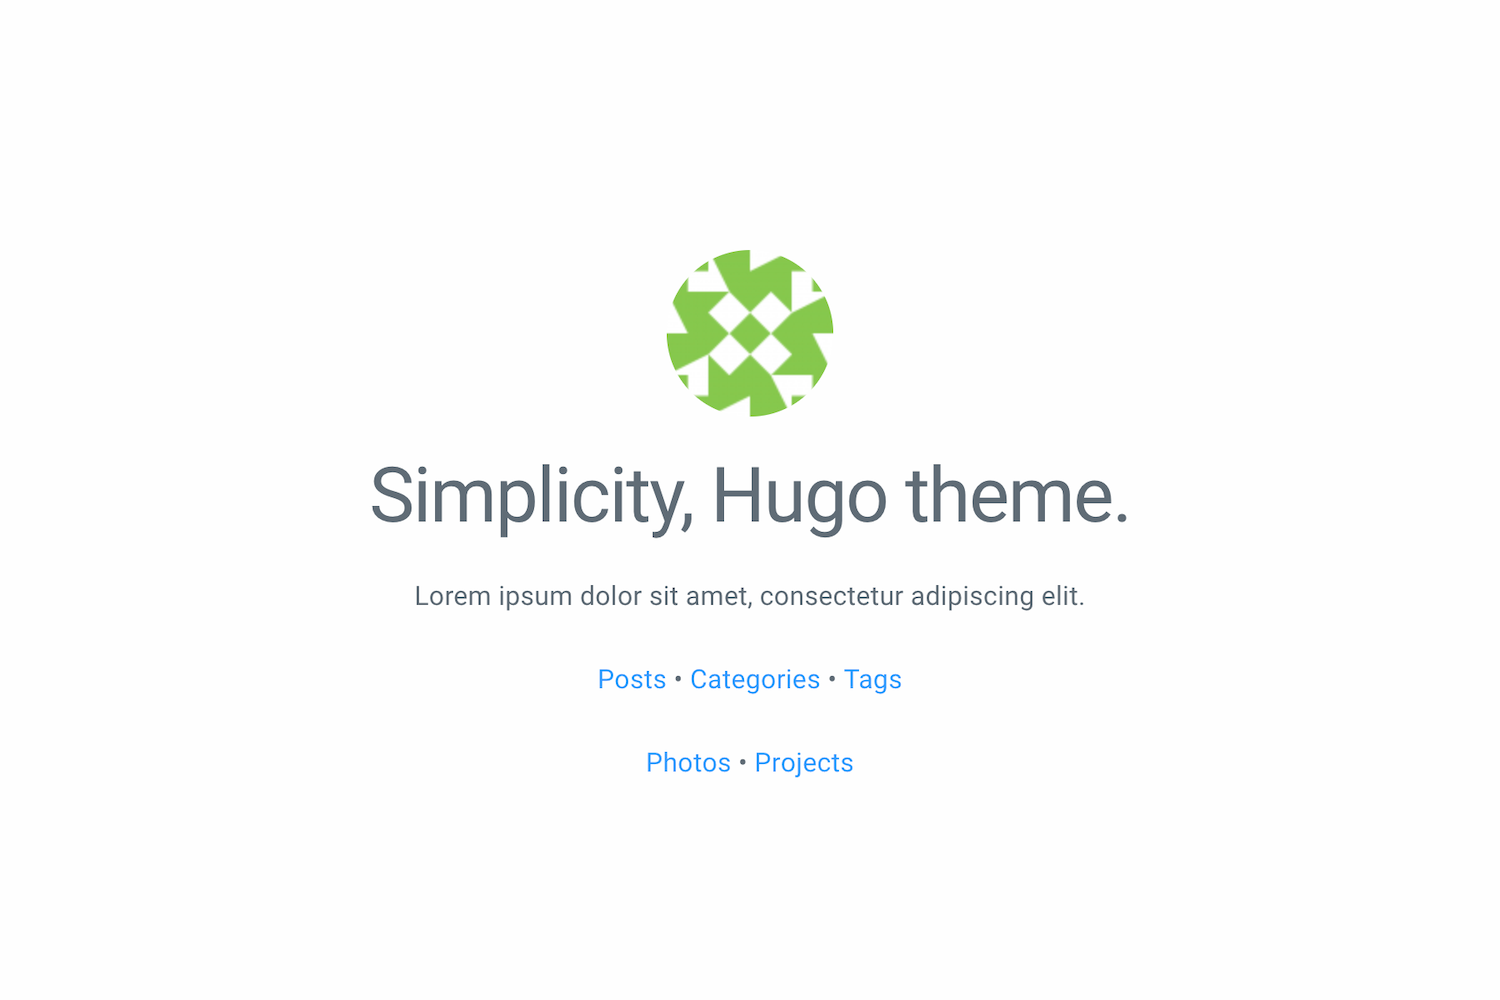 Simplicity, Hugo theme.
Lorem ipsum dolor sit amet, consectetur adipiscing elit.
Posts • Categories • Tags
Photos • Projects